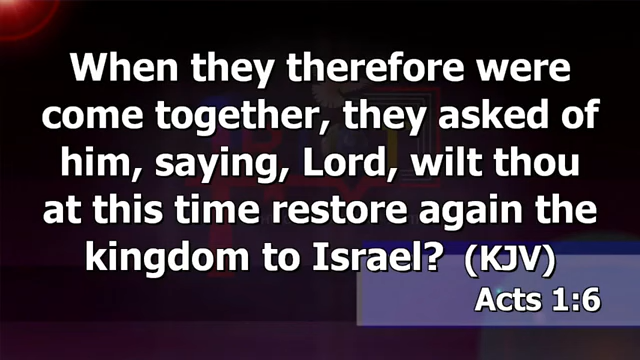 When they therefore were
come together, they asked of
him, saying, Lord, wilt thou
at this time restore again the
kingdom to Israel? (KJV)
Acts 1:6